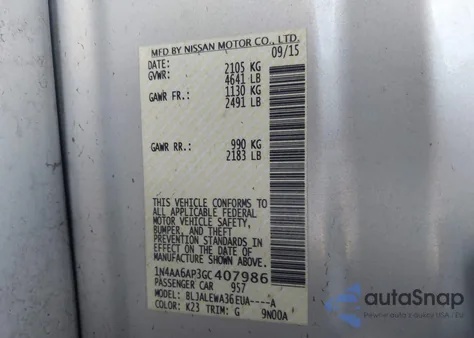 MFD BY NISSAN MOTOR CO., LTD.
DATE: 09/15
GVWR: 2105 KG
4641 LB
GAWR FR.: 1130 KG
2491 LB
GAWR RR.: 990 KG
2183 LB
THIS VEHICLE CONFORMS TO
ALL APPLICABLE FEDERAL
MOTOR VEHICLE SAFETY,
BUMPER, AND THEFT
PREVENTION STANDARDS IN
EFFECT ON THE DATE OF
MANUFACTURE SHOWN ABOVE.
1N4AA6AP3GC407986
PASSENGER CAR 957
MODEL: BLJALEWA36EUA----A
COLOR: K23 TRIM: G 9N00A
autoSnap